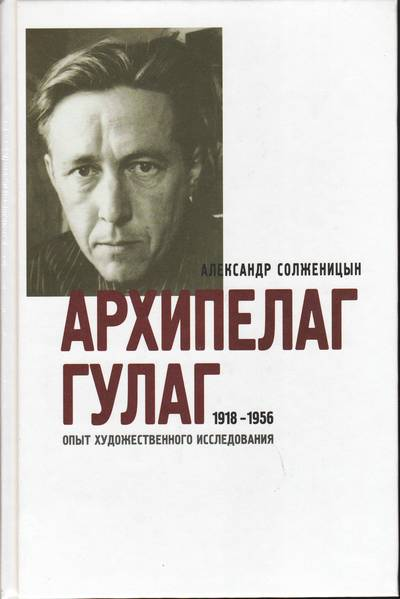 АЛЕКСАНДР СОЛЖЕНИЦЫН
АРХИПЕЛАГ
ГУЛАГ
1918–1956
ОПЫТ ХУДОЖЕСТВЕННОГО ИССЛЕДОВАНИЯ